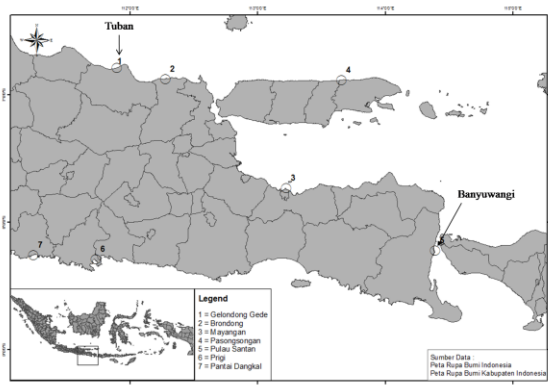 Tuban
1
2
4
3
Banyuwangi
7
6
Legend
1 = Gelondong Gede
2 = Brondong
3 = Mayangan
4 = Pasongsongan
5 = Pulau Santan
6 = Prigi
7 = Pantai Dangkal
Sumber Data :
Peta Rupa Bumi Indonesia
Peta Rupa Bumi Kabupaten Indonesia